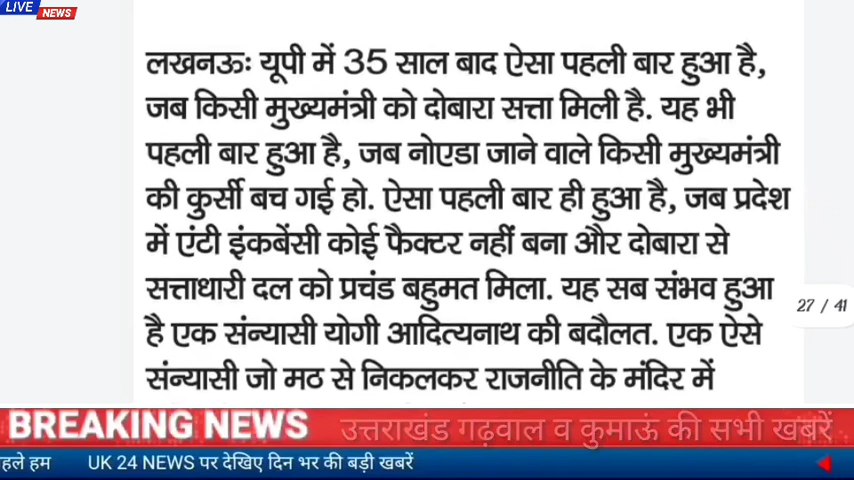 LIVE
NEWS
लखनऊः यूपी में 35 साल बाद ऐसा पहली बार हुआ है,
जब किसी मुख्यमंत्री को दोबारा सत्ता मिली है. यह भी
पहली बार हुआ है, जब नोएडा जाने वाले किसी मुख्यमंत्री
की कुर्सी बच गई हो. ऐसा पहली बार ही हुआ है, जब प्रदेश
में एंटी इंकबेंसी कोई फैक्टर नहीं बना और दोबारा से
सत्ताधारी दल को प्रचंड बहुमत मिला. यह सब संभव हुआ
है एक संन्यासी योगी आदित्यनाथ की बदौलत. एक ऐसे
संन्यासी जो मठ से निकलकर राजनीति के मंदिर में
27 / 41
BREAKING NEWS उत्तराखंड गढ़वाल व कुमाऊं की सभी खबरें
हम UK 24 NEWS पर देखिए दिन भर की बड़ी खबरें